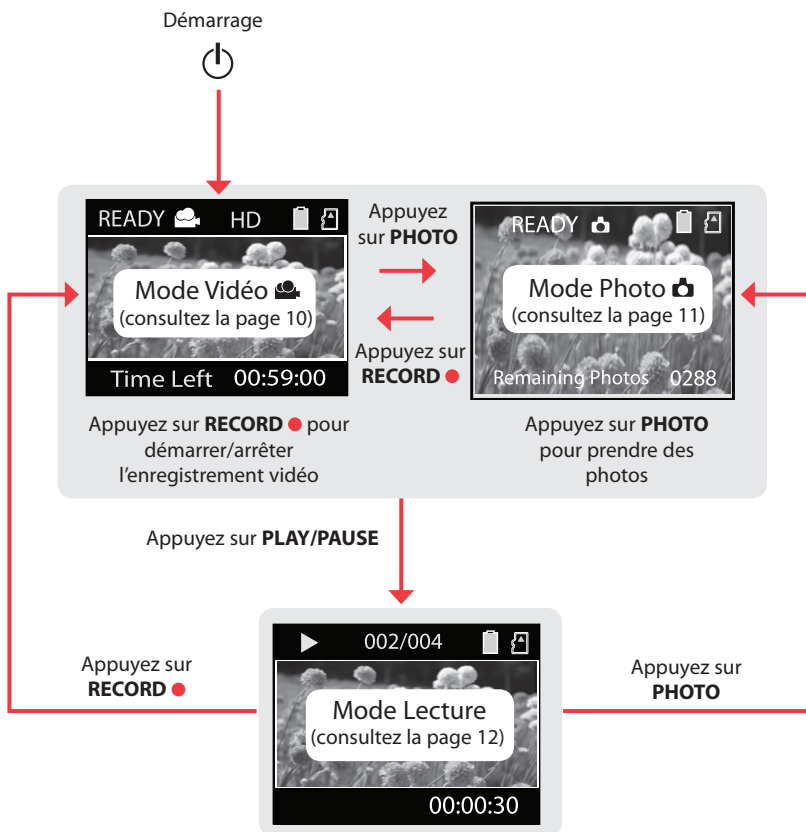 Démarrage
READY HD
Mode Vidéo
(consultez la page 10)
Time Left 00:59:00
Appuyez sur RECORD ● pour
démarrer/arrêter
l'enregistrement vidéo
Appuyez
sur PHOTO
Appuyez sur
RECORD ●
READY
Mode Photo
(consultez la page 11)
Remaining Photos 0288
Appuyez sur PHOTO
pour prendre des
photos
Appuyez sur PLAY/PAUSE
Appuyez sur
RECORD ●
002/004
Mode Lecture
(consultez la page 12)
00:00:30
Appuyez sur
PHOTO